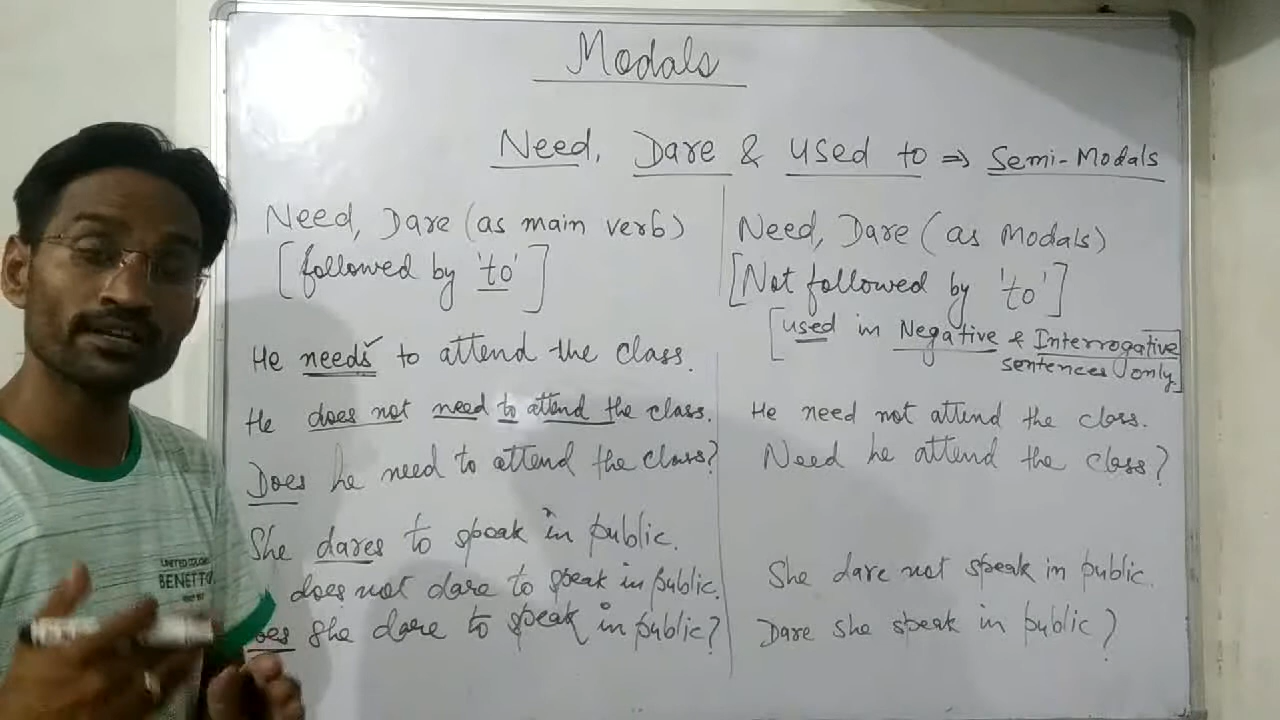 Modals
Need, Dare & used to ⇒ Semi-Modals
Need, Dare (as main verb)
[followed by 'to']
He needs to attend the class.
He does not need to attend the class.
Does he need to attend the class?
She dares to speak in public.
does not dare to speak in public.
she dare to speak in public?
Need, Dare (as Modals)
[Not followed by 'to']
[used in Negative & Interrogative
sentences only]
He need not attend the class.
Need he attend the class?
She dare not speak in public.
Dare she speak in public?
UNITED COLORS
BENETTO